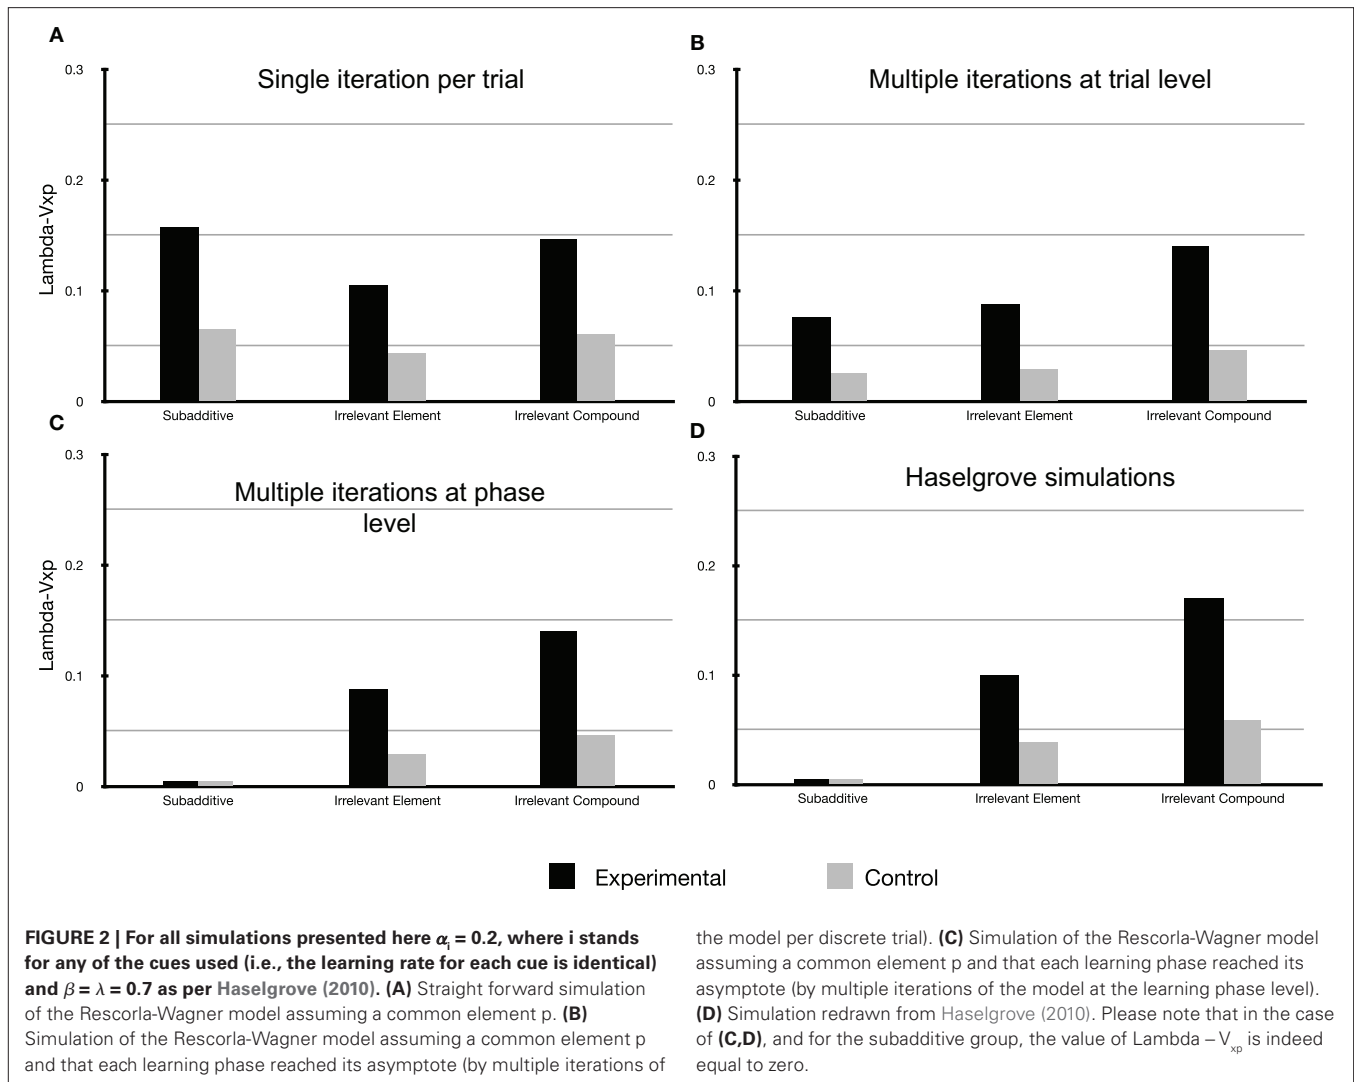 A
Single iteration per trial
0.3
0.2
0.1
0
Lambda-Vxp
Subadditive
Irrelevant Element
Irrelevant Compound
B
Multiple iterations at trial level
0.3
0.2
0.1
0
Subadditive
Irrelevant Element
Irrelevant Compound
C
Multiple iterations at phase
level
0.3
0.2
0.1
0
Lambda-Vxp
Subadditive
Irrelevant Element
Irrelevant Compound
D
Haselgrove simulations
0.3
0.2
0.1
0
Subadditive
Irrelevant Element
Irrelevant Compound
Experimental
Control
FIGURE 2 | For all simulations presented here αi = 0.2, where i stands
for any of the cues used (i.e., the learning rate for each cue is identical)
and β = λ = 0.7 as per Haselgrove (2010). (A) Straight forward simulation
of the Rescorla-Wagner model assuming a common element p. (B)
Simulation of the Rescorla-Wagner model assuming a common element p
and that each learning phase reached its asymptote (by multiple iterations of
the model per discrete trial). (C) Simulation of the Rescorla-Wagner model
assuming a common element p and that each learning phase reached its
asymptote (by multiple iterations of the model at the learning phase level).
(D) Simulation redrawn from Haselgrove (2010). Please note that in the case
of (C,D), and for the subadditive group, the value of Lambda – Vxp is indeed
equal to zero.